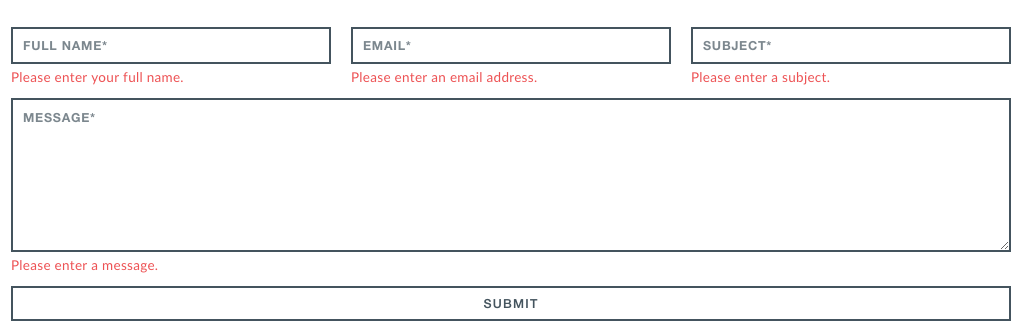 FULL NAME*
EMAIL*
SUBJECT*
Please enter your full name.
Please enter an email address.
Please enter a subject.
MESSAGE*
Please enter a message.
SUBMIT